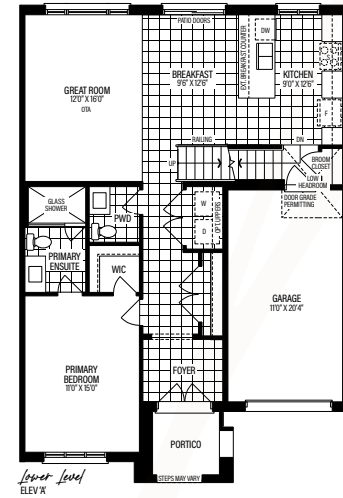 PATIO DOORS
GREAT ROOM
12'0" X 16'0"
OTA
BREAKFAST
9'6" X 12'6"
EXT. BREAKFAST COUNTER
DW
KITCHEN
9'0" X 12'6"
F
RAILING
DN
UP
BROOM
CLOSET
LOW
HEADROOM
DOOR GRADE
PERMITTING
GLASS
SHOWER
PWD
W
D
OPT UPPERS
PRIMARY
ENSUITE
WIC
GARAGE
11'0" X 20'4"
PRIMARY
BEDROOM
11'0" X 15'0"
FOYER
PORTICO
STEPS MAY VARY
Lower Level
ELEV 'A'